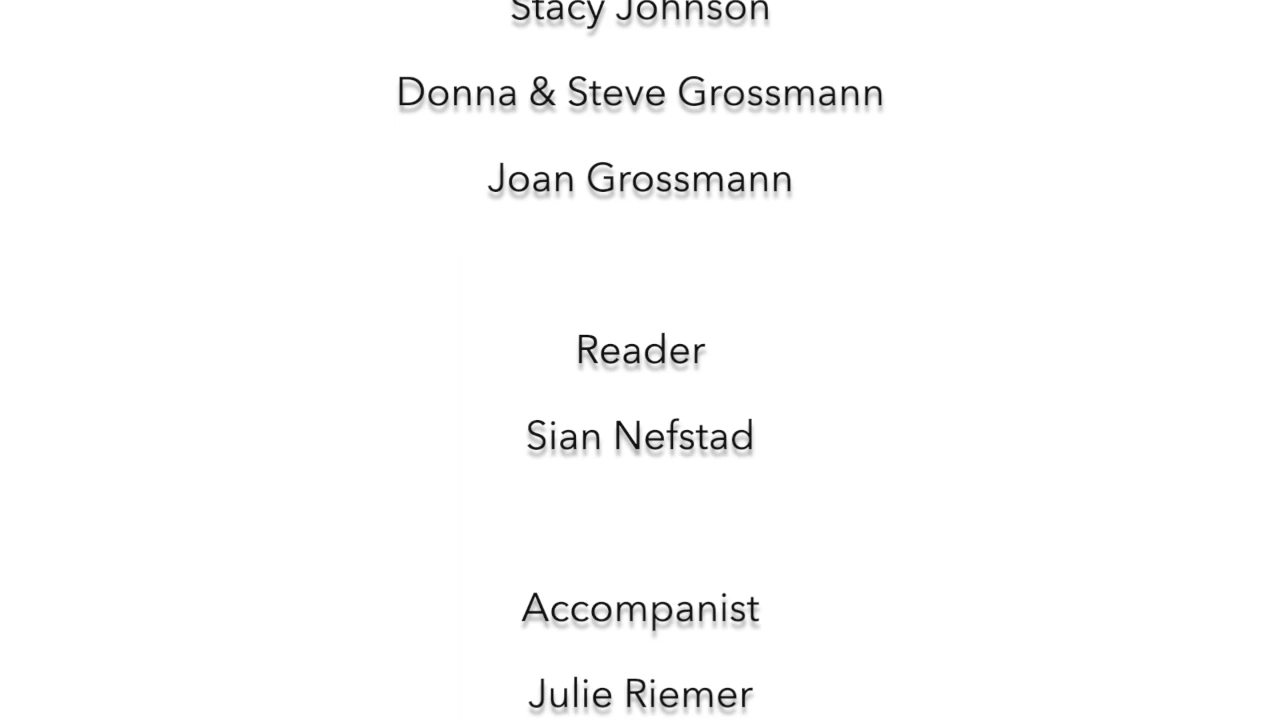 Stacy Johnson
Donna & Steve Grossmann
Joan Grossmann
Reader
Sian Nefstad
Accompanist
Julie Riemer